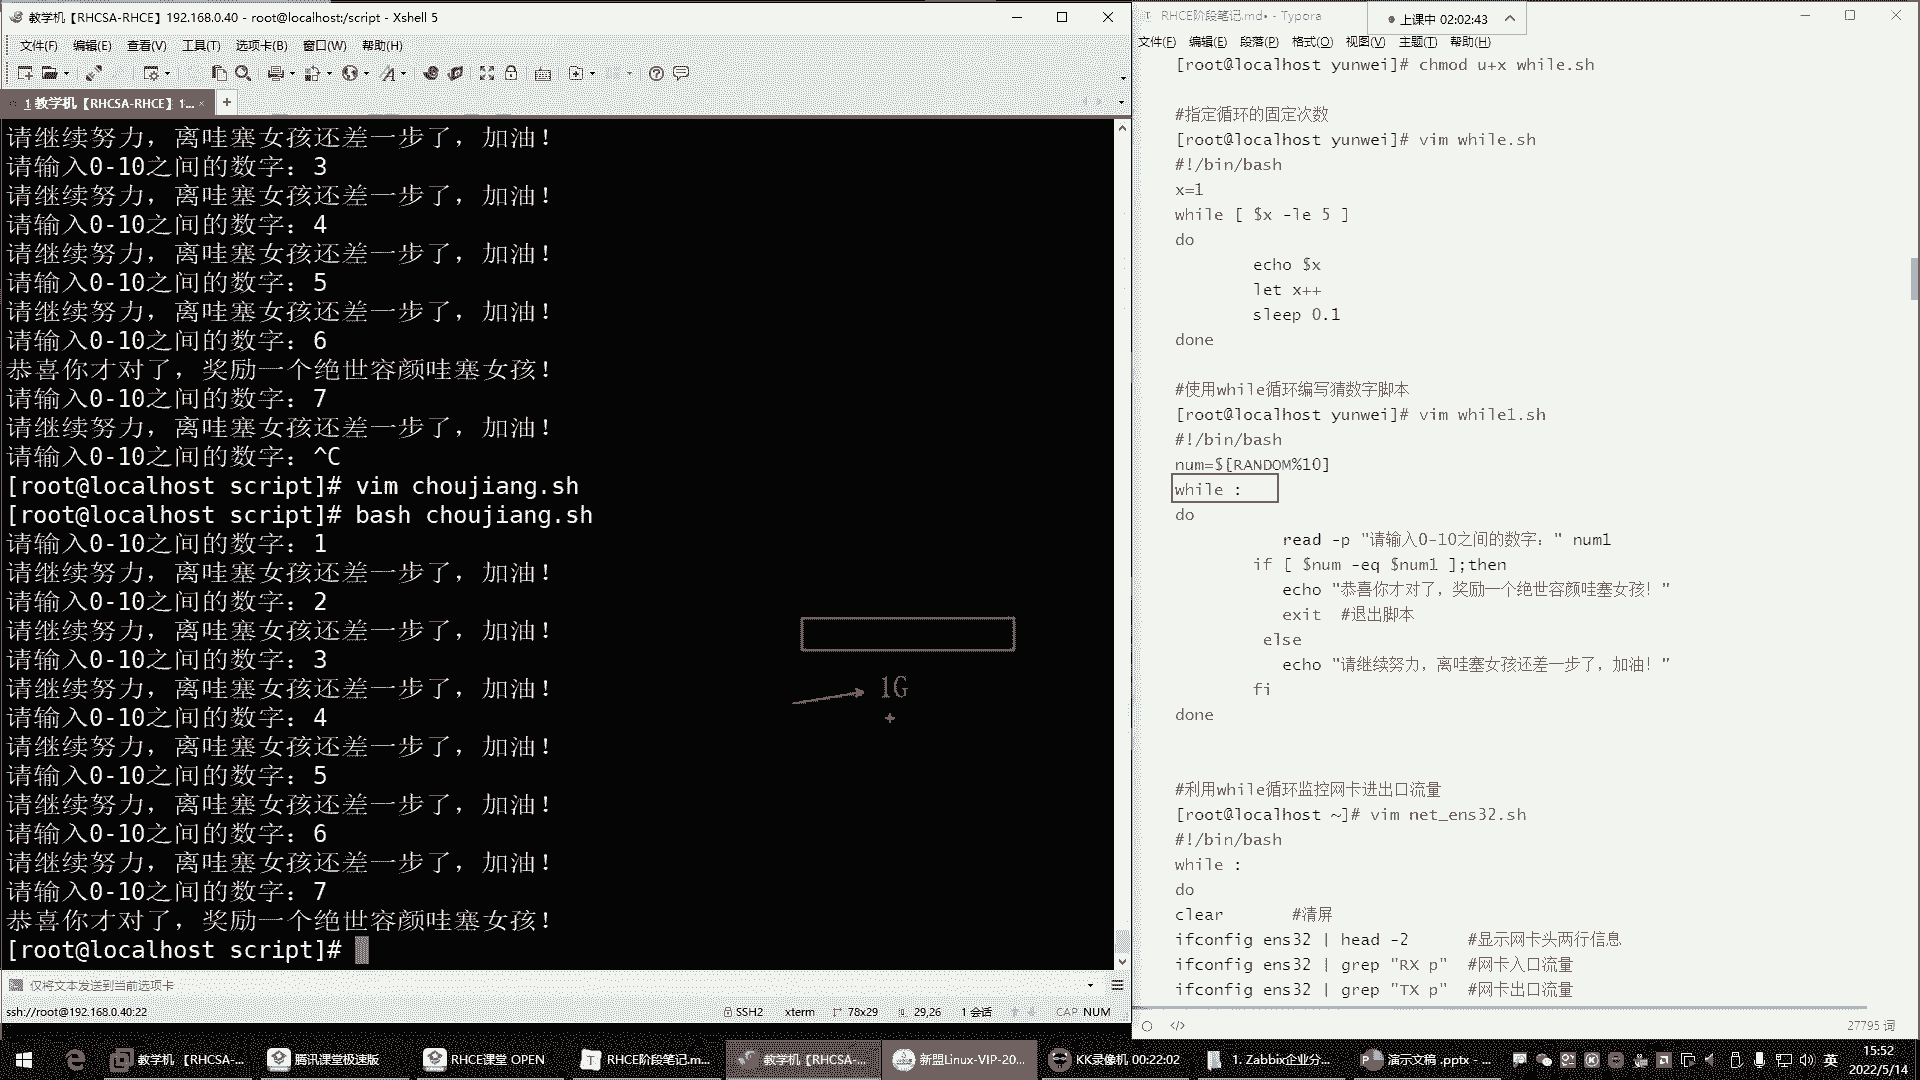 教学机【RHCSA-RHCE】192.168.0.40 - root@localhost:/script - Xshell 5
文件(F) 编辑(E) 查看(V) 工具(T) 选项卡(B) 窗口(W) 帮助(H)
1 教学机【RHCSA-RHCE】1...
请继续努力，离哇塞女孩还差一步了，加油！
请输入0-10之间的数字：3
请继续努力，离哇塞女孩还差一步了，加油！
请输入0-10之间的数字：4
请继续努力，离哇塞女孩还差一步了，加油！
请输入0-10之间的数字：5
请继续努力，离哇塞女孩还差一步了，加油！
请输入0-10之间的数字：6
恭喜你才对了，奖励一个绝世容颜哇塞女孩！
请输入0-10之间的数字：7
请继续努力，离哇塞女孩还差一步了，加油！
请输入0-10之间的数字：^C
[root@localhost script]# vim choujiang.sh
[root@localhost script]# bash choujiang.sh
请输入0-10之间的数字：1
请继续努力，离哇塞女孩还差一步了，加油！
请输入0-10之间的数字：2
请继续努力，离哇塞女孩还差一步了，加油！
请输入0-10之间的数字：3
请继续努力，离哇塞女孩还差一步了，加油！
请输入0-10之间的数字：4
请继续努力，离哇塞女孩还差一步了，加油！
请输入0-10之间的数字：5
请继续努力，离哇塞女孩还差一步了，加油！
请输入0-10之间的数字：6
请继续努力，离哇塞女孩还差一步了，加油！
请输入0-10之间的数字：7
恭喜你才对了，奖励一个绝世容颜哇塞女孩！
[root@localhost script]#
1G
仅将文本发送到当前选项卡
ssh://root@192.168.0.40:22 SSH2 xterm 78x29 29,26 1 会话 CAP NUM
RHCE阶段笔记.md• - Typora
上课中 02:02:43
文件(F) 编辑(E) 段落(P) 格式(O) 视图(V) 主题(T) 帮助(H)
[root@localhost yunwei]# chmod u+x while.sh
#指定循环的固定次数
[root@localhost yunwei]# vim while.sh
#!/bin/bash
x=1
while [ $x -le 5 ]
do
echo $x
let x++
sleep 0.1
done
#使用while循环编写猜数字脚本
[root@localhost yunwei]# vim while1.sh
#!/bin/bash
num=$[RANDOM%10]
while :
do
read -p "请输入0-10之间的数字：" num1
if [ $num -eq $num1 ];then
echo "恭喜你才对了，奖励一个绝世容颜哇塞女孩！"
exit #退出脚本
else
echo "请继续努力，离哇塞女孩还差一步了，加油！"
fi
done
#利用while循环监控网卡进出口流量
[root@localhost ~]# vim net_ens32.sh
#!/bin/bash
while :
do
clear #清屏
ifconfig ens32 | head -2 #显示网卡头两行信息
ifconfig ens32 | grep "RX p" #网卡入口流量
ifconfig ens32 | grep "TX p" #网卡出口流量
27795 词
教学机【RHCSA-... 腾讯课堂极速版 RHCE课堂 OPEN RHCE阶段笔记.m... 教学机【RHCSA-... 新盟Linux-VIP-20... KK录像机 00:22:02 1. Zabbix企业分... 演示文稿 .pptx - ... 英
15:52
2022/5/14